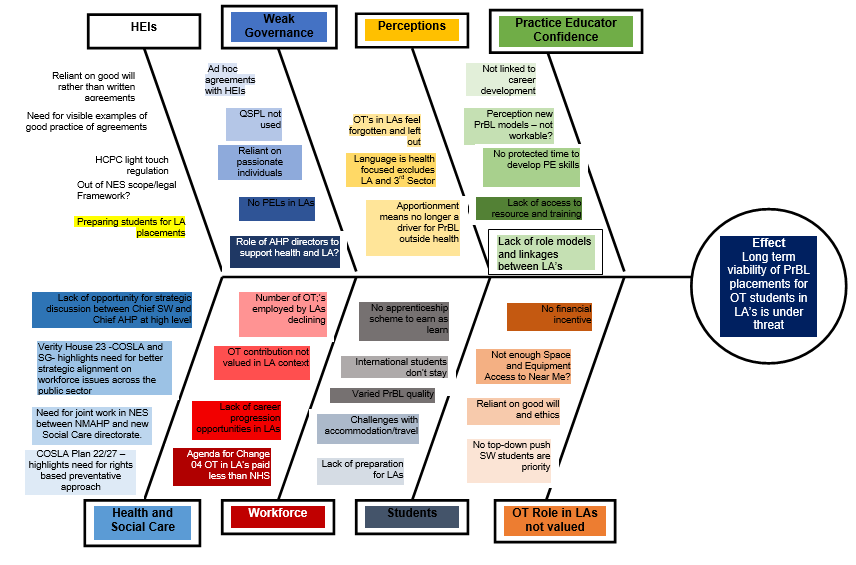 HEIs
Reliant on good will
rather than written
agreements
Need for visible examples of
good practice of agreements
HCPC light touch
regulation
Out of NES scope/legal
Framework?
Preparing students for LA
placements
Weak
Governance
Ad hoc
agreements
with HEIs
QSPL not
used
Reliant on
passionate
individuals
No PELs in LAs
Role of AHP directors to
support health and LA?
Perceptions
OT's in LAs feel
forgotten and left
out
Language is health
focused excludes
LA and 3rd Sector
Apportionment
means no longer a
driver for PrBL
outside health
Practice Educator
Confidence
Not linked to
career
development
Perception new
PrBL models – not
workable?
No protected time to
develop PE skills
Lack of access to
resource and training
Lack of role models
and linkages
between LA's
Effect
Long term
viability of PrBL
placements for
OT students in
LA's is under
threat
Lack of opportunity for strategic
discussion between Chief SW and
Chief AHP at high level
Verity House 23 -COSLA and
SG- highlights need for better
strategic alignment on
workforce issues across the
public sector
Need for joint work in NES
between NMAHP and new
Social Care directorate.
COSLA Plan 22/27 –
highlights need for rights
based preventative
approach
Health and
Social Care
Number of OT;'s
employed by LAs
declining
OT contribution not
valued in LA context
Lack of career
progression
opportunities in LAs
Agenda for Change
04 OT in LA's paid
less than NHS
Workforce
No apprenticeship
scheme to earn as
learn
International students
don't stay
Varied PrBL quality
Challenges with
accommodation/travel
Lack of preparation
for LAs
Students
No financial
incentive
Not enough Space
and Equipment
Access to Near Me?
Reliant on good will
and ethics
No top-down push
SW students are
priority
OT Role in LAs
not valued